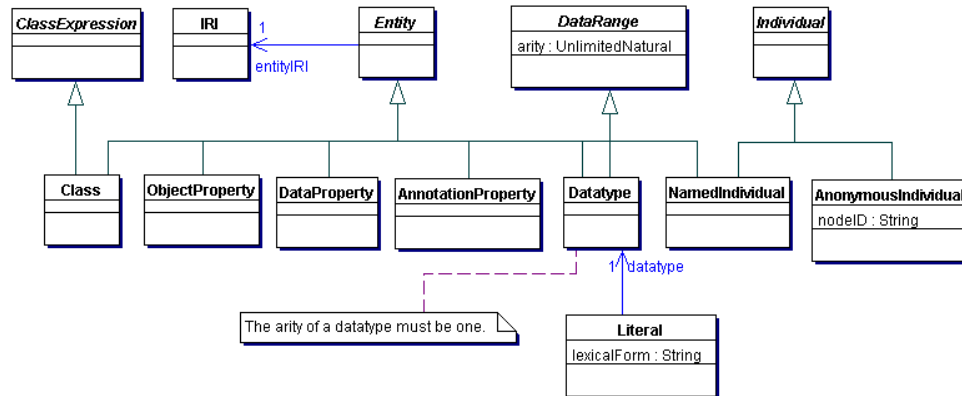 ClassExpression
IRI
Entity
DataRange
Individual
1
entityIRI
arity : UnlimitedNatural
Class
ObjectProperty
DataProperty
AnnotationProperty
Datatype
NamedIndividual
AnonymousIndividual
nodeID : String
1 datatype
The arity of a datatype must be one.
Literal
lexicalForm : String